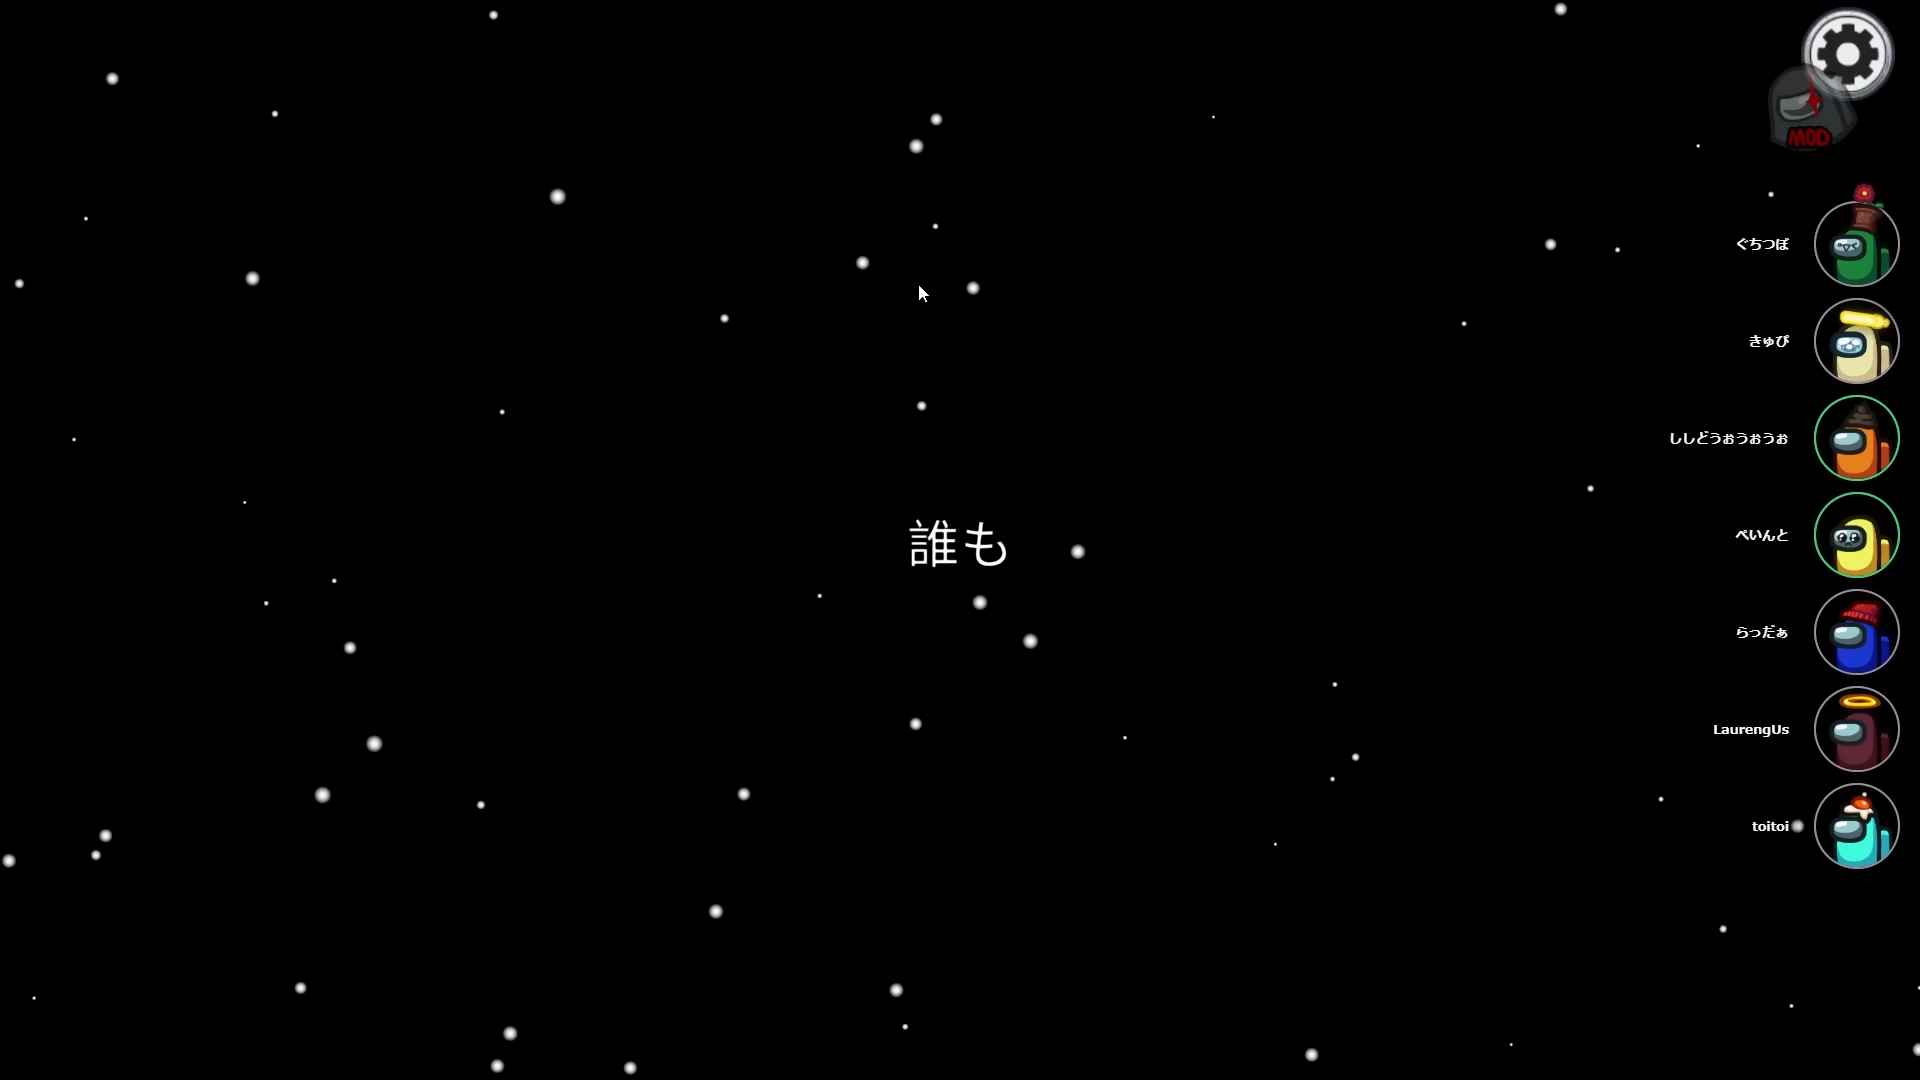 MOD
ぐちつぼ
きゅぴ
ししどうぉうぉうぉ
ぺいんと
誰も
らっだぁ
LaurengUs
toitoi